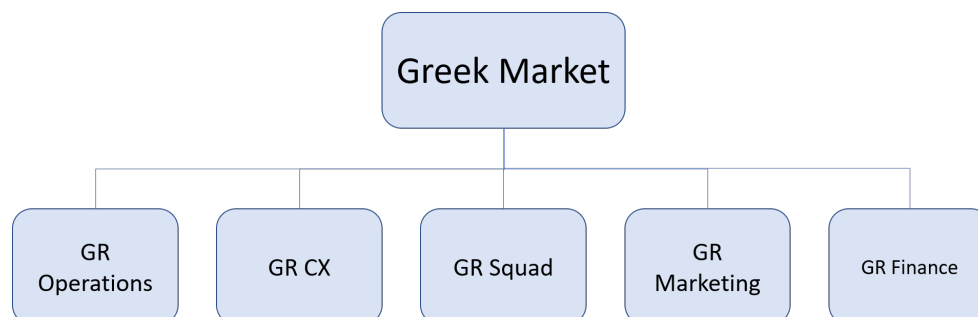 Greek Market
GR
Operations
GR CX
GR Squad
GR
Marketing
GR Finance